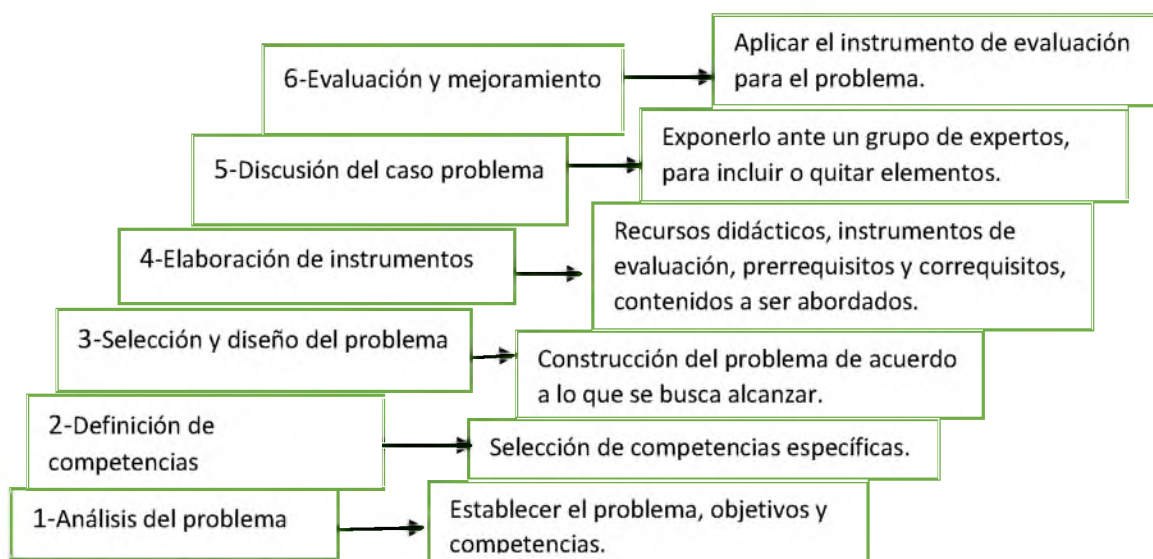 6-Evaluación y mejoramiento
Aplicar el instrumento de evaluación
para el problema.
5-Discusión del caso problema
Exponerlo ante un grupo de expertos,
para incluir o quitar elementos.
4-Elaboración de instrumentos
Recursos didácticos, instrumentos de
evaluación, prerrequisitos y correquisitos,
contenidos a ser abordados.
3-Selección y diseño del problema
Construcción del problema de acuerdo
a lo que se busca alcanzar.
2-Definición de
competencias
Selección de competencias específicas.
1-Análisis del problema
Establecer el problema, objetivos y
competencias.